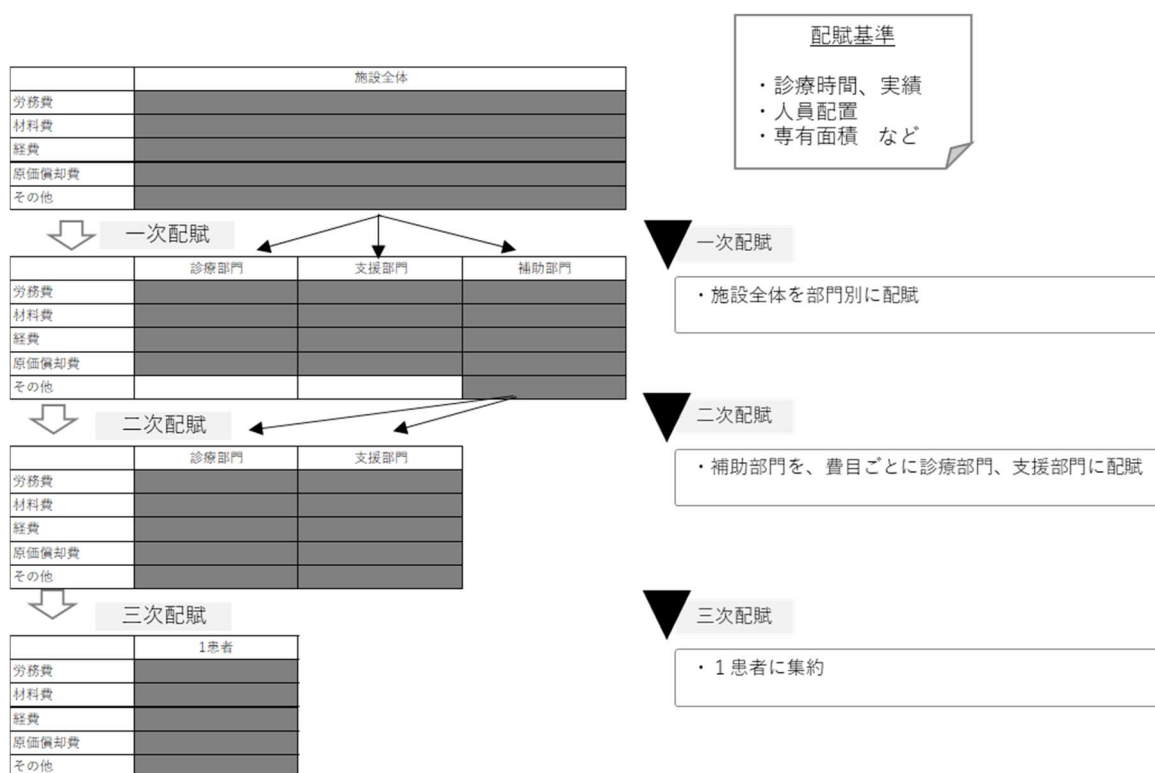 配賦基準
・診療時間、実績
・人員配置
・専有面積　など
施設全体
労務費
材料費
経費
原価償却費
その他
一次配賦
診療部門 支援部門 補助部門
労務費
材料費
経費
原価償却費
その他
二次配賦
診療部門 支援部門
労務費
材料費
経費
原価償却費
その他
三次配賦
1患者
労務費
材料費
経費
原価償却費
その他
一次配賦
・施設全体を部門別に配賦
二次配賦
・補助部門を、費目ごとに診療部門、支援部門に配賦
三次配賦
・１患者に集約